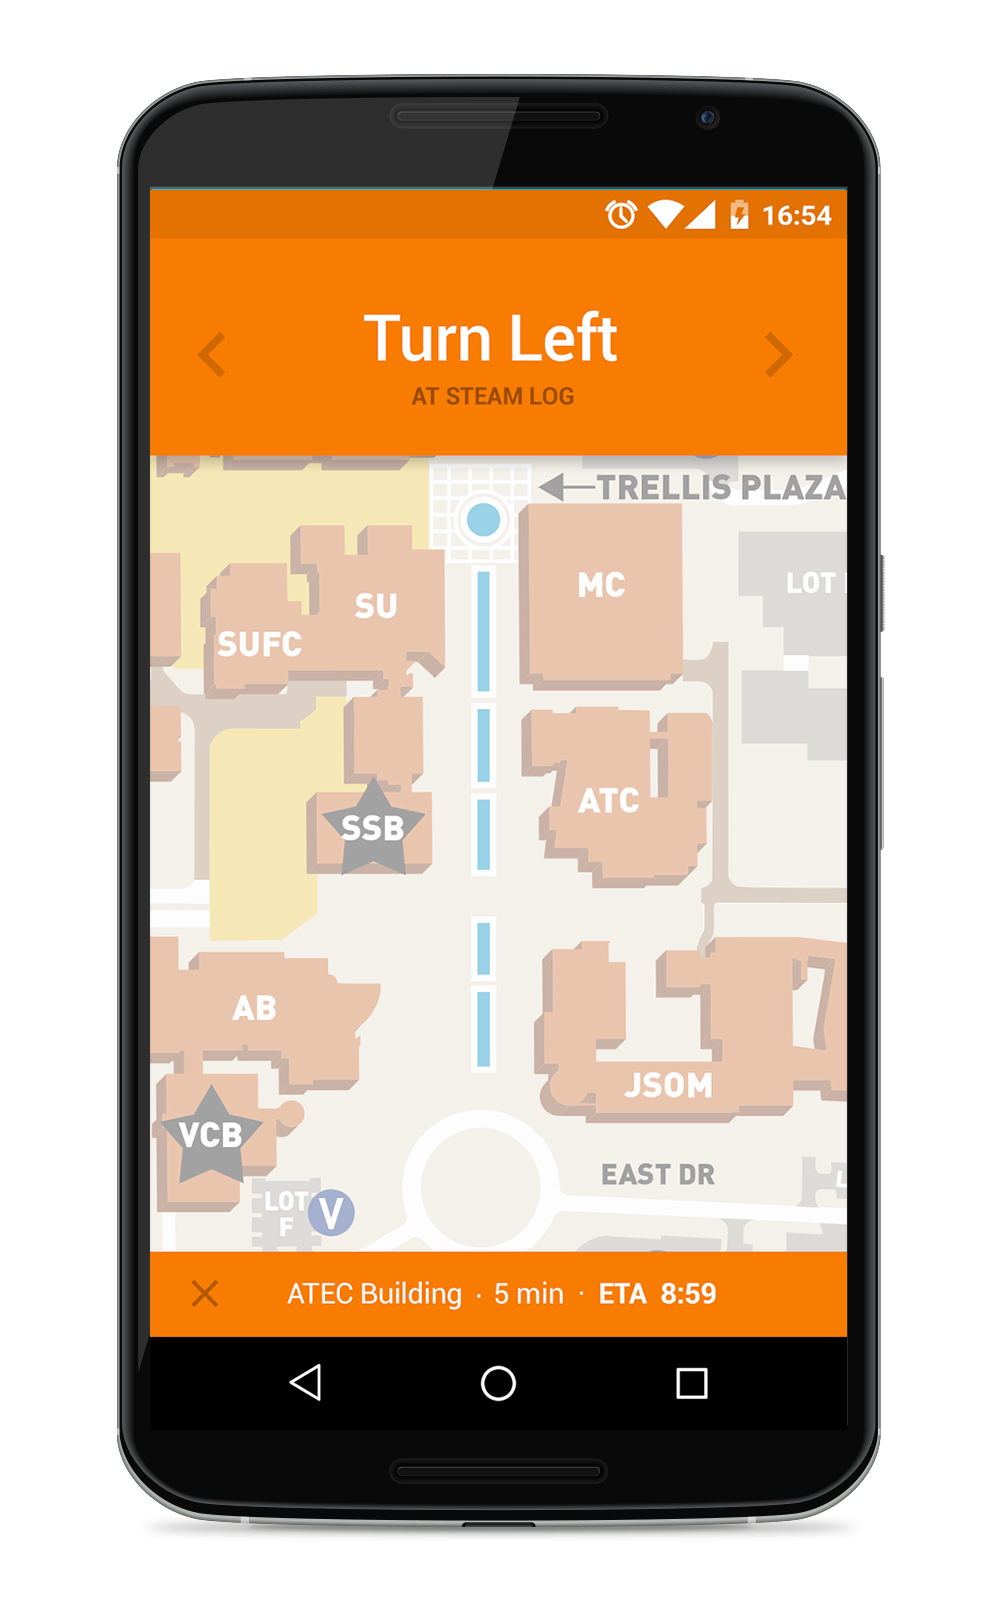 16:54
Turn Left
AT STEAM LOG
TRELLIS PLAZA
MC
LOT
SU
SUFC
ATC
SSB
AB
JSOM
VCB
EAST DR
LOT
F
V
ATEC Building · 5 min · ETA 8:59